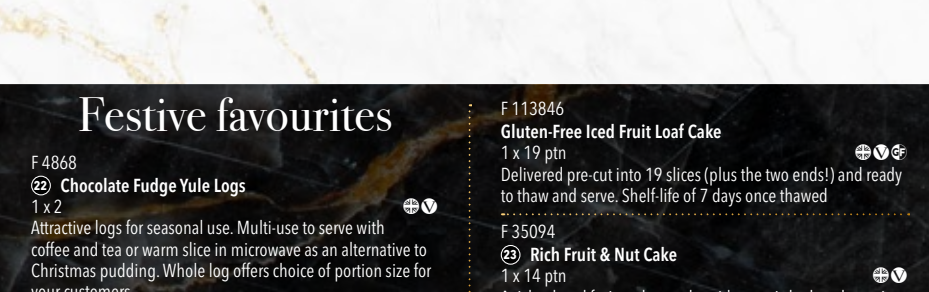 Festive favourites
F 4868
22 Chocolate Fudge Yule Logs
1 x 2
V
Attractive logs for seasonal use. Multi-use to serve with
coffee and tea or warm slice in microwave as an alternative to
Christmas pudding. Whole log offers choice of portion size for
your customers
F 113846
Gluten-Free Iced Fruit Loaf Cake
1 x 19 ptn
V GF
Delivered pre-cut into 19 slices (plus the two ends!) and ready
to thaw and serve. Shelf-life of 7 days once thawed
F 35094
23 Rich Fruit & Nut Cake
1 x 14 ptn
V